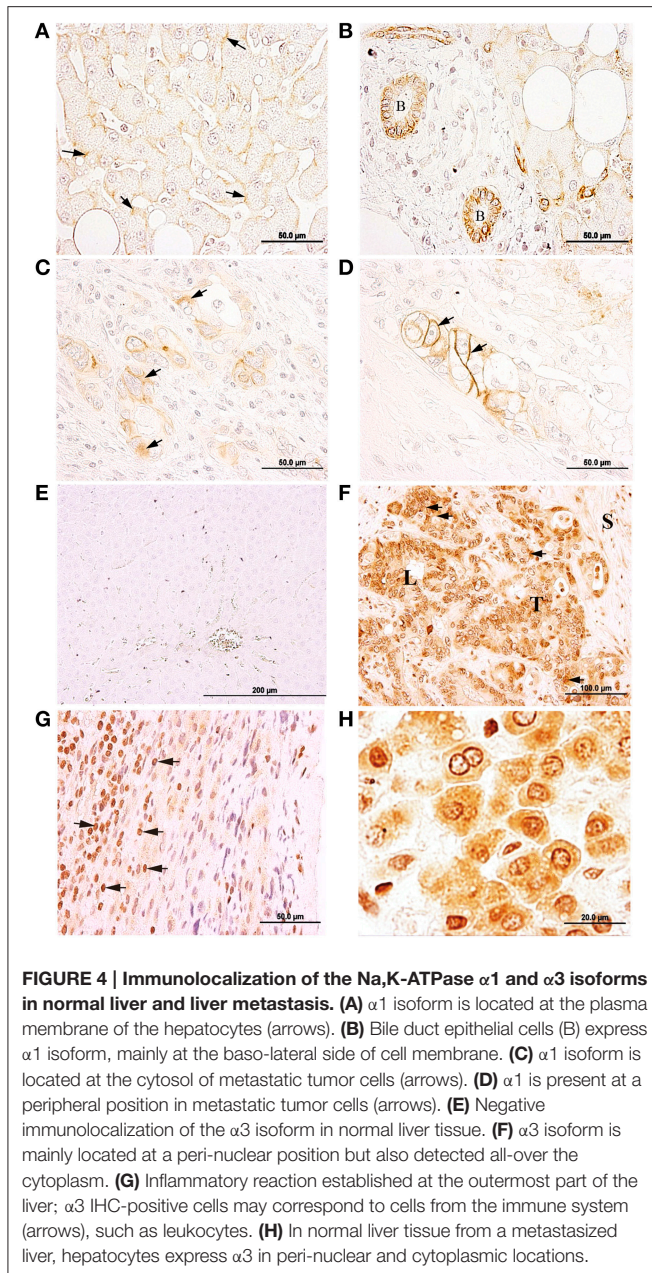 A
B
B
B
50.0 µm
50.0 µm
C
D
50.0 µm
50.0 µm
E
F
S
L
T
200 µm
100.0 µm
G
H
50.0 µm
20.0 µm
FIGURE 4 | Immunolocalization of the Na,K-ATPase α1 and α3 isoforms
in normal liver and liver metastasis. (A) α1 isoform is located at the plasma
membrane of the hepatocytes (arrows). (B) Bile duct epithelial cells (B) express
α1 isoform, mainly at the baso-lateral side of cell membrane. (C) α1 isoform is
located at the cytosol of metastatic tumor cells (arrows). (D) α1 is present at a
peripheral position in metastatic tumor cells (arrows). (E) Negative
immunolocalization of the α3 isoform in normal liver tissue. (F) α3 isoform is
mainly located at a peri-nuclear position but also detected all-over the
cytoplasm. (G) Inflammatory reaction established at the outermost part of the
liver; α3 IHC-positive cells may correspond to cells from the immune system
(arrows), such as leukocytes. (H) In normal liver tissue from a metastasized
liver, hepatocytes express α3 in peri-nuclear and cytoplasmic locations.